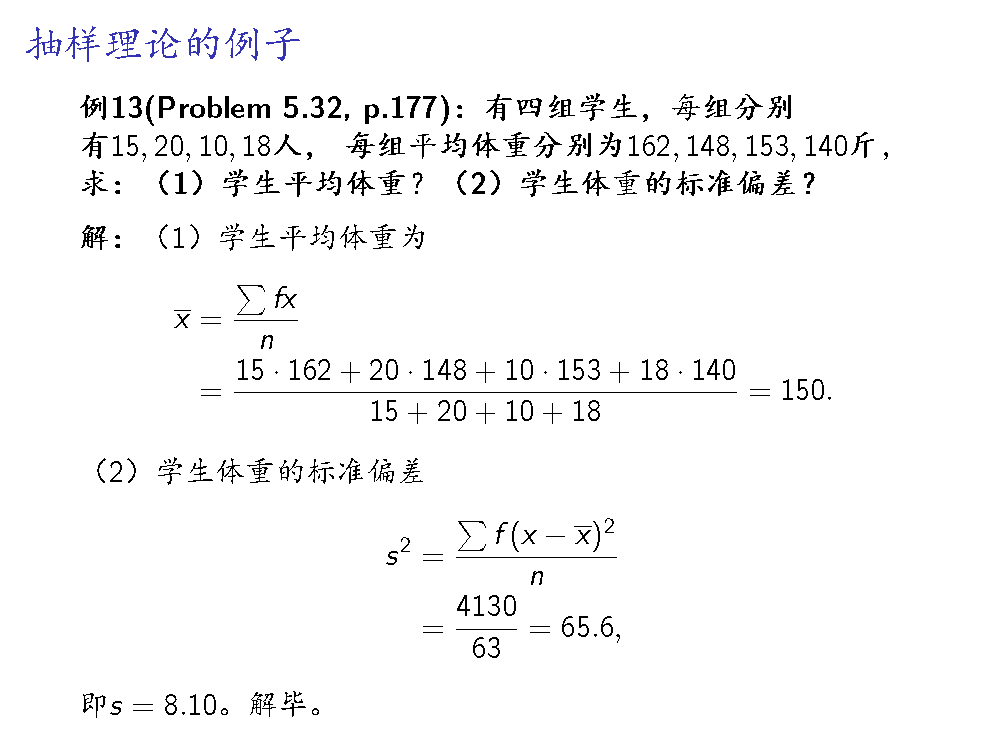 抽样理论的例子
例13(Problem 5.32, p.177)：有四组学生，每组分别
有15, 20, 10, 18人， 每组平均体重分别为162, 148, 153, 140斤，
求：（1）学生平均体重？（2）学生体重的标准偏差？
解：（1）学生平均体重为
x̅ = ∑ fx / n
= 15 · 162 + 20 · 148 + 10 · 153 + 18 · 140 / 15 + 20 + 10 + 18 = 150.
（2）学生体重的标准偏差
s² = ∑ f (x − x̅)² / n
= 4130 / 63 = 65.6,
即s = 8.10。解毕。